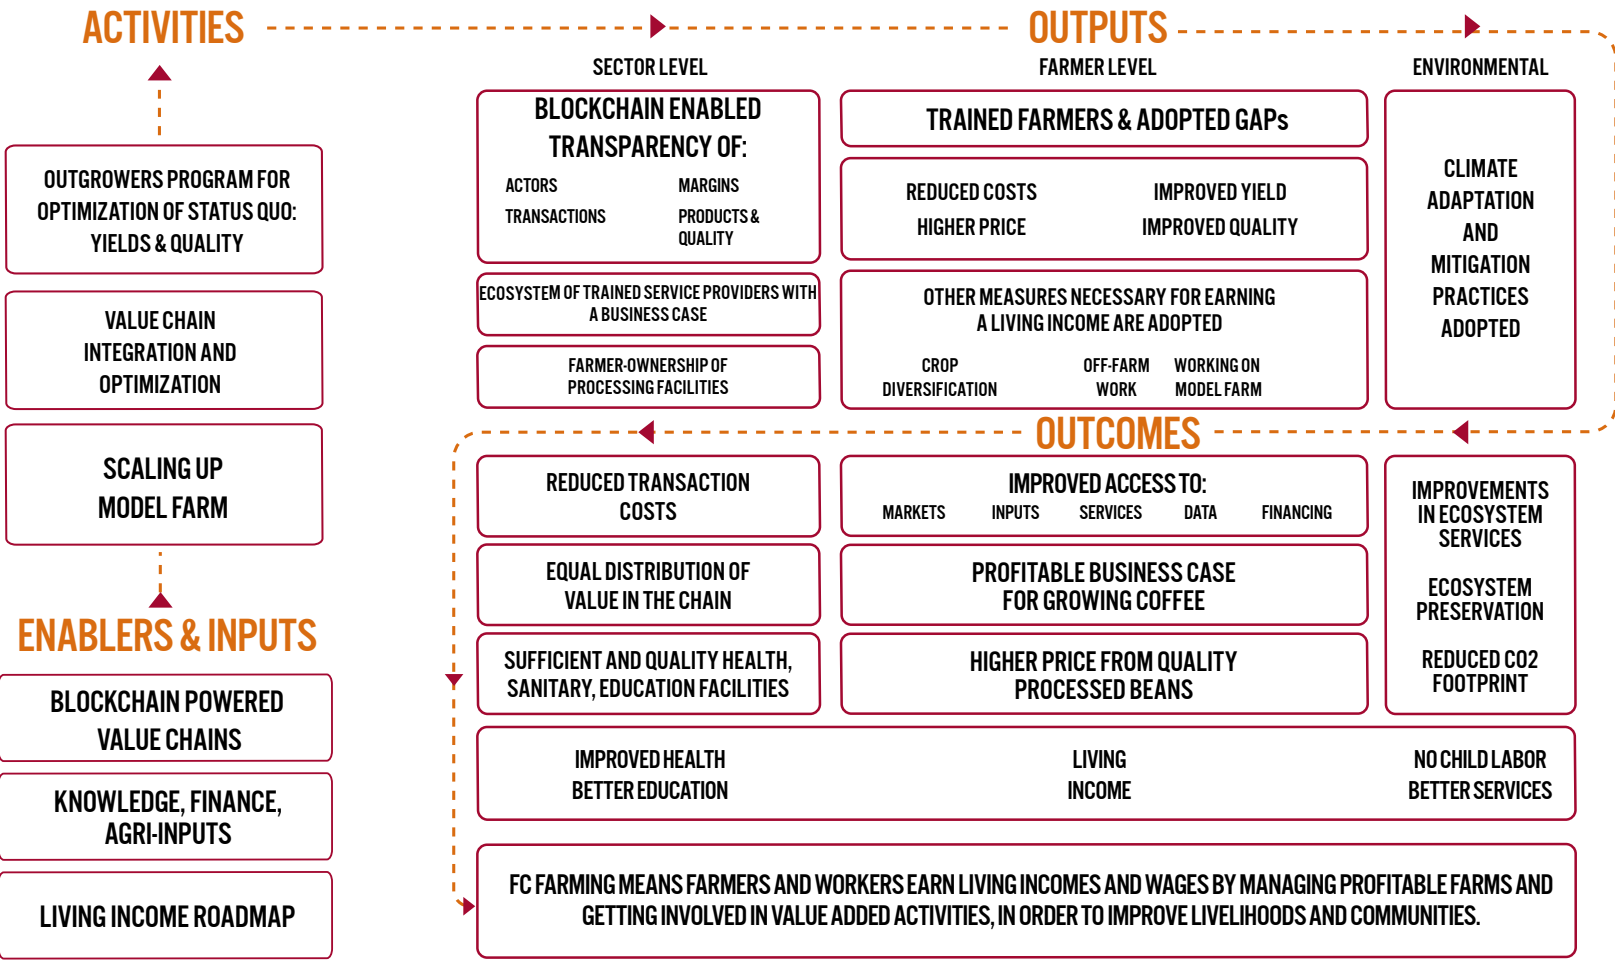 ACTIVITIES
OUTGROWERS PROGRAM FOR
OPTIMIZATION OF STATUS QUO:
YIELDS & QUALITY
VALUE CHAIN
INTEGRATION AND
OPTIMIZATION
SCALING UP
MODEL FARM
ENABLERS & INPUTS
BLOCKCHAIN POWERED
VALUE CHAINS
KNOWLEDGE, FINANCE,
AGRI-INPUTS
LIVING INCOME ROADMAP
OUTPUTS
SECTOR LEVEL
BLOCKCHAIN ENABLED
TRANSPARENCY OF:
ACTORS MARGINS
TRANSACTIONS PRODUCTS &
QUALITY
ECOSYSTEM OF TRAINED SERVICE PROVIDERS WITH
A BUSINESS CASE
FARMER-OWNERSHIP OF
PROCESSING FACILITIES
FARMER LEVEL
TRAINED FARMERS & ADOPTED GAPs
REDUCED COSTS IMPROVED YIELD
HIGHER PRICE IMPROVED QUALITY
OTHER MEASURES NECESSARY FOR EARNING
A LIVING INCOME ARE ADOPTED
CROP OFF-FARM WORKING ON
DIVERSIFICATION WORK MODEL FARM
ENVIRONMENTAL
CLIMATE
ADAPTATION
AND
MITIGATION
PRACTICES
ADOPTED
OUTCOMES
REDUCED TRANSACTION
COSTS
EQUAL DISTRIBUTION OF
VALUE IN THE CHAIN
SUFFICIENT AND QUALITY HEALTH,
SANITARY, EDUCATION FACILITIES
IMPROVED ACCESS TO:
MARKETS INPUTS SERVICES DATA FINANCING
PROFITABLE BUSINESS CASE
FOR GROWING COFFEE
HIGHER PRICE FROM QUALITY
PROCESSED BEANS
IMPROVEMENTS
IN ECOSYSTEM
SERVICES
ECOSYSTEM
PRESERVATION
REDUCED CO2
FOOTPRINT
IMPROVED HEALTH LIVING NO CHILD LABOR
BETTER EDUCATION INCOME BETTER SERVICES
FC FARMING MEANS FARMERS AND WORKERS EARN LIVING INCOMES AND WAGES BY MANAGING PROFITABLE FARMS AND
GETTING INVOLVED IN VALUE ADDED ACTIVITIES, IN ORDER TO IMPROVE LIVELIHOODS AND COMMUNITIES.